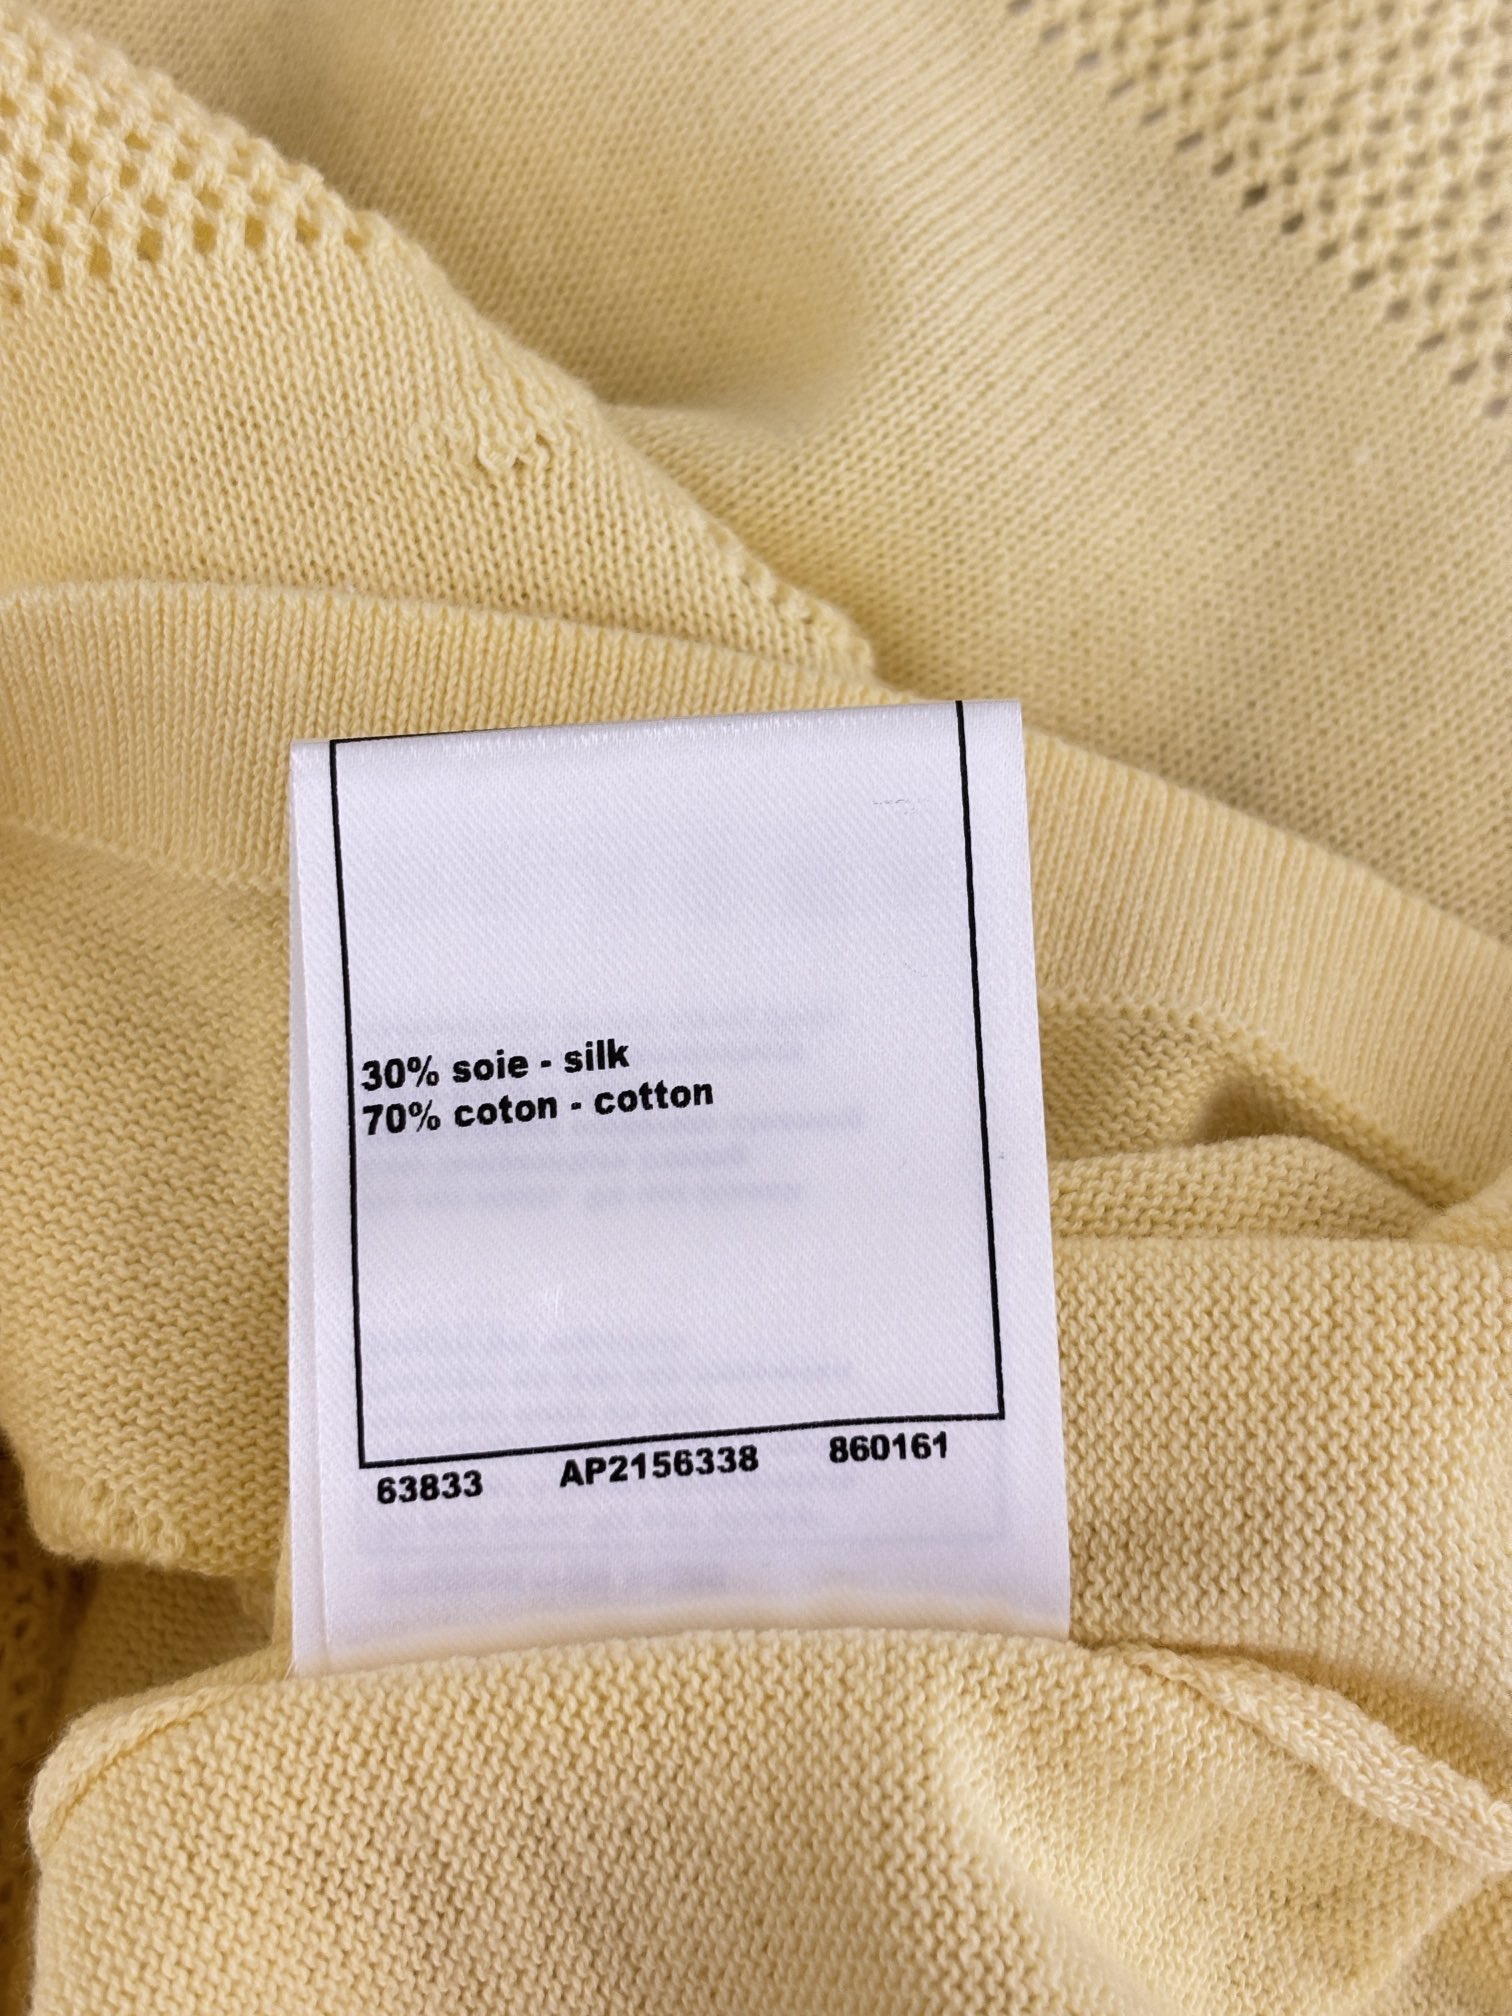 30% soie - silk
70% coton - cotton
63833 AP2156338 860161